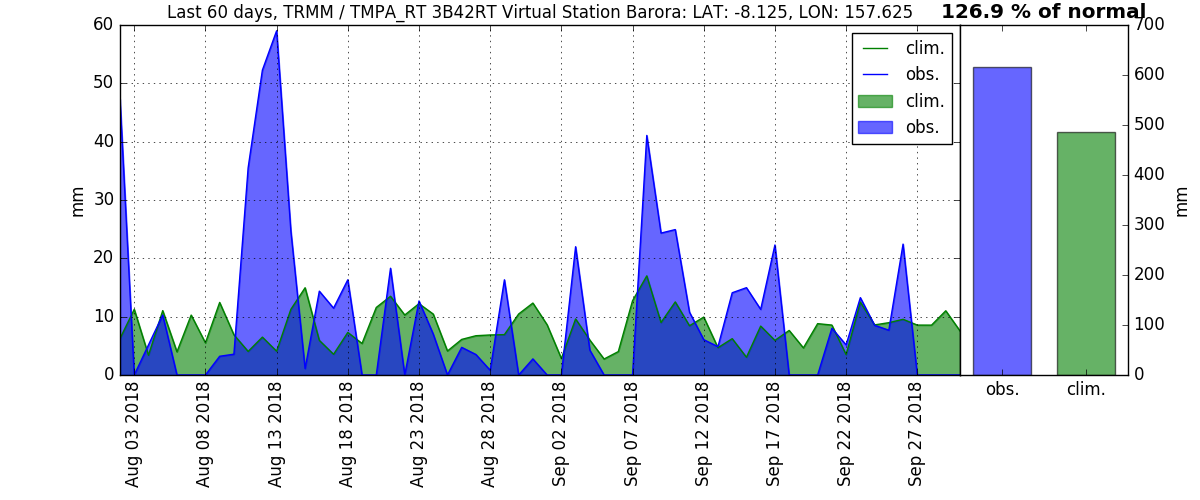 Last 60 days, TRMM / TMPA_RT 3B42RT Virtual Station Barora: LAT: -8.125, LON: 157.625
126.9 % of normal
60
50
40
30
20
10
0
mm
clim.
obs.
clim.
obs.
Aug 03 2018
Aug 08 2018
Aug 13 2018
Aug 18 2018
Aug 23 2018
Aug 28 2018
Sep 02 2018
Sep 07 2018
Sep 12 2018
Sep 17 2018
Sep 22 2018
Sep 27 2018
700
600
500
400
300
200
100
0
mm
obs.
clim.